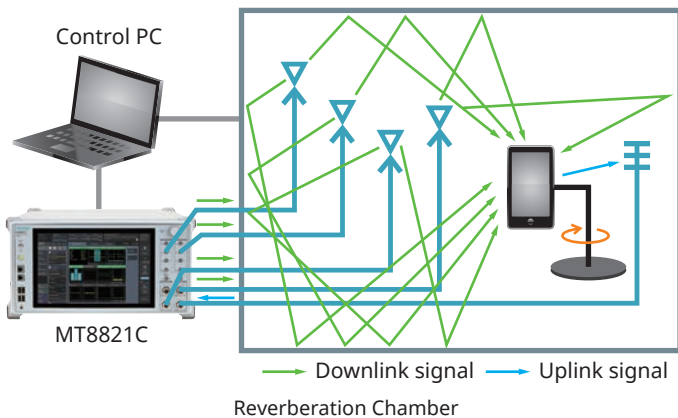 Control PC
MT8821C
Downlink signal
Uplink signal
Reverberation Chamber